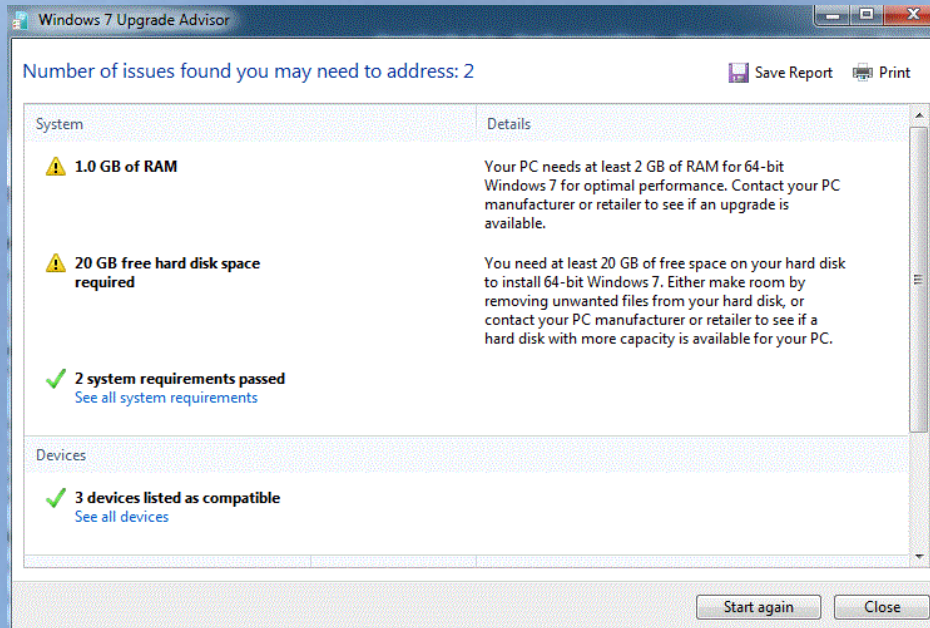 Windows 7 Upgrade Advisor
Number of issues found you may need to address: 2
Save Report
Print
System
Details
1.0 GB of RAM
Your PC needs at least 2 GB of RAM for 64-bit
Windows 7 for optimal performance. Contact your PC
manufacturer or retailer to see if an upgrade is
available.
20 GB free hard disk space
required
You need at least 20 GB of free space on your hard disk
to install 64-bit Windows 7. Either make room by
removing unwanted files from your hard disk, or
contact your PC manufacturer or retailer to see if a
hard disk with more capacity is available for your PC.
2 system requirements passed
See all system requirements
Devices
3 devices listed as compatible
See all devices
Start again
Close